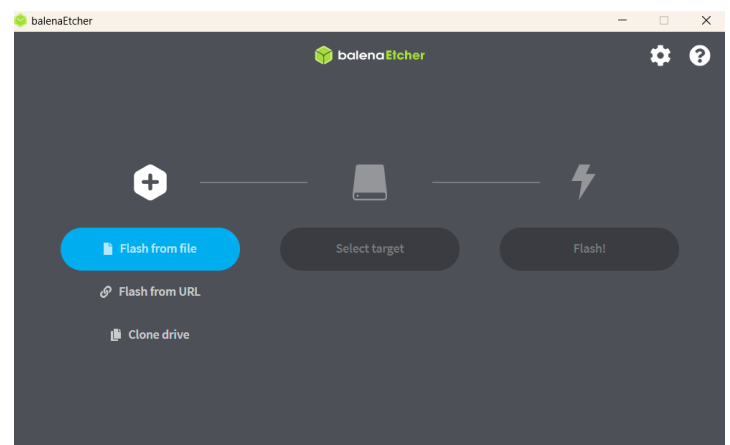 balenaEtcher
balenaEtcher
Flash from file
Select target
Flash!
Flash from URL
Clone drive